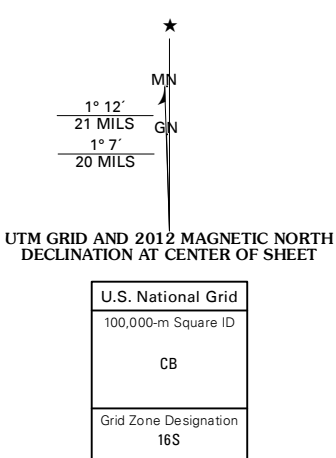 MN
1° 12´
21 MILS
GN
1° 7´
20 MILS
UTM GRID AND 2012 MAGNETIC NORTH
DECLINATION AT CENTER OF SHEET
U.S. National Grid
100,000-m Square ID
CB
Grid Zone Designation
16S